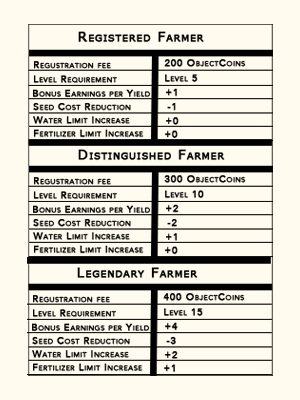 Registered Farmer
Regustration fee 200 ObjectCoins
Level Requirement Level 5
Bonus Earnings per Yield +1
Seed Cost Reduction -1
Water Limit Increase +0
Fertilizer Limit Increase +0
Distinguished Farmer
Regustration fee 300 ObjectCoins
Level Requirement Level 10
Bonus Earnings per Yield +2
Seed Cost Reduction -2
Water Limit Increase +1
Fertilizer Limit Increase +0
Legendary Farmer
Regustration fee 400 ObjectCoins
Level Requirement Level 15
Bonus Earnings per Yield +4
Seed Cost Reduction -3
Water Limit Increase +2
Fertilizer Limit Increase +1